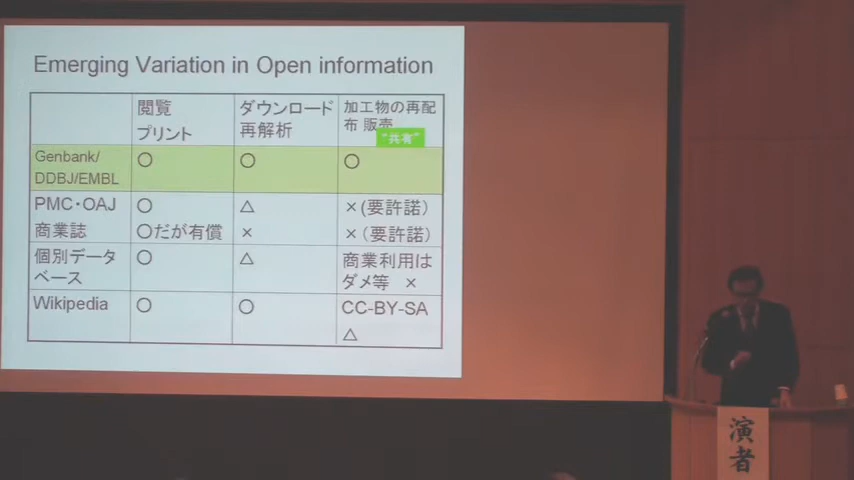 Emerging Variation in Open information
閲覧
プリント
ダウンロード
再解析
加工物の再配
布 販売
"共有"
Genbank/
DDBJ/EMBL
○
○
○
PMC・OAJ
○
△
×(要許諾)
商業誌
○だが有償
×
×(要許諾)
個別データ
ベース
○
△
商業利用は
ダメ等 ×
Wikipedia
○
○
CC-BY-SA
△
演者